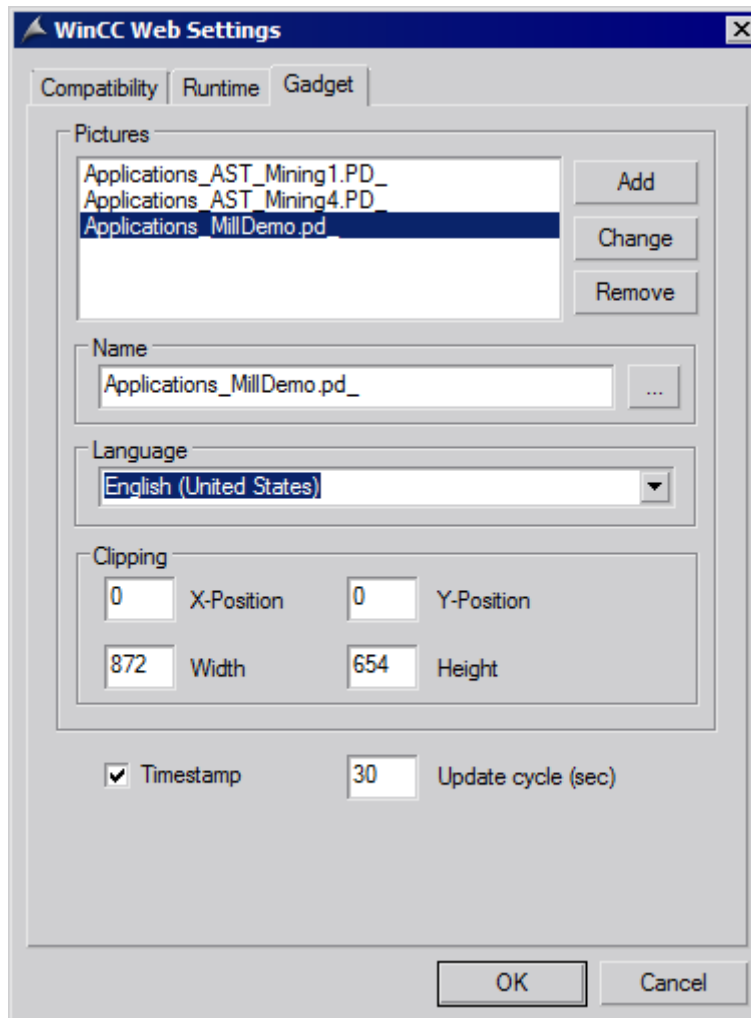 WinCC Web Settings
Compatibility Runtime Gadget
Pictures
Applications_AST_Mining1.PD_
Applications_AST_Mining4.PD_
Applications_MillDemo.pd_
Add
Change
Remove
Name
Applications_MillDemo.pd_ ...
Language
English (United States)
Clipping
0 X-Position 0 Y-Position
872 Width 654 Height
Timestamp 30 Update cycle (sec)
OK Cancel